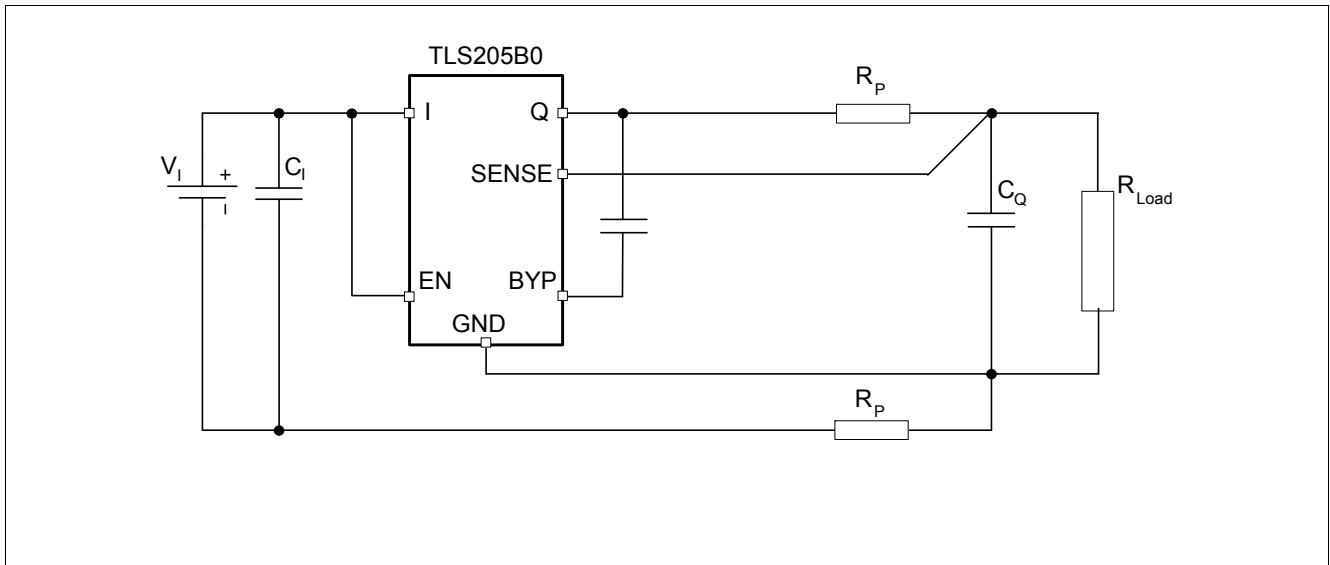 TLS205B0
I
Q
SENSE
EN
BYP
GND
V_I
+
C_I
R_P
C_Q
R_Load
R_P